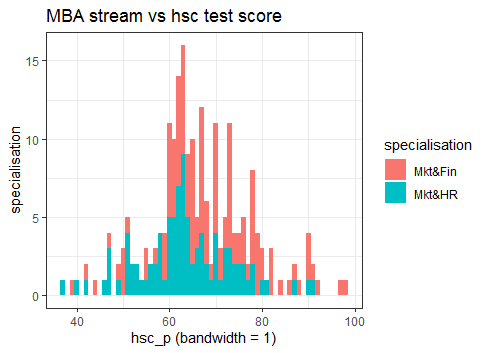 MBA stream vs hsc test score
15
10
5
0
specialisation
40 60 80 100
hsc_p (bandwidth = 1)
specialisation
Mkt&Fin
Mkt&HR